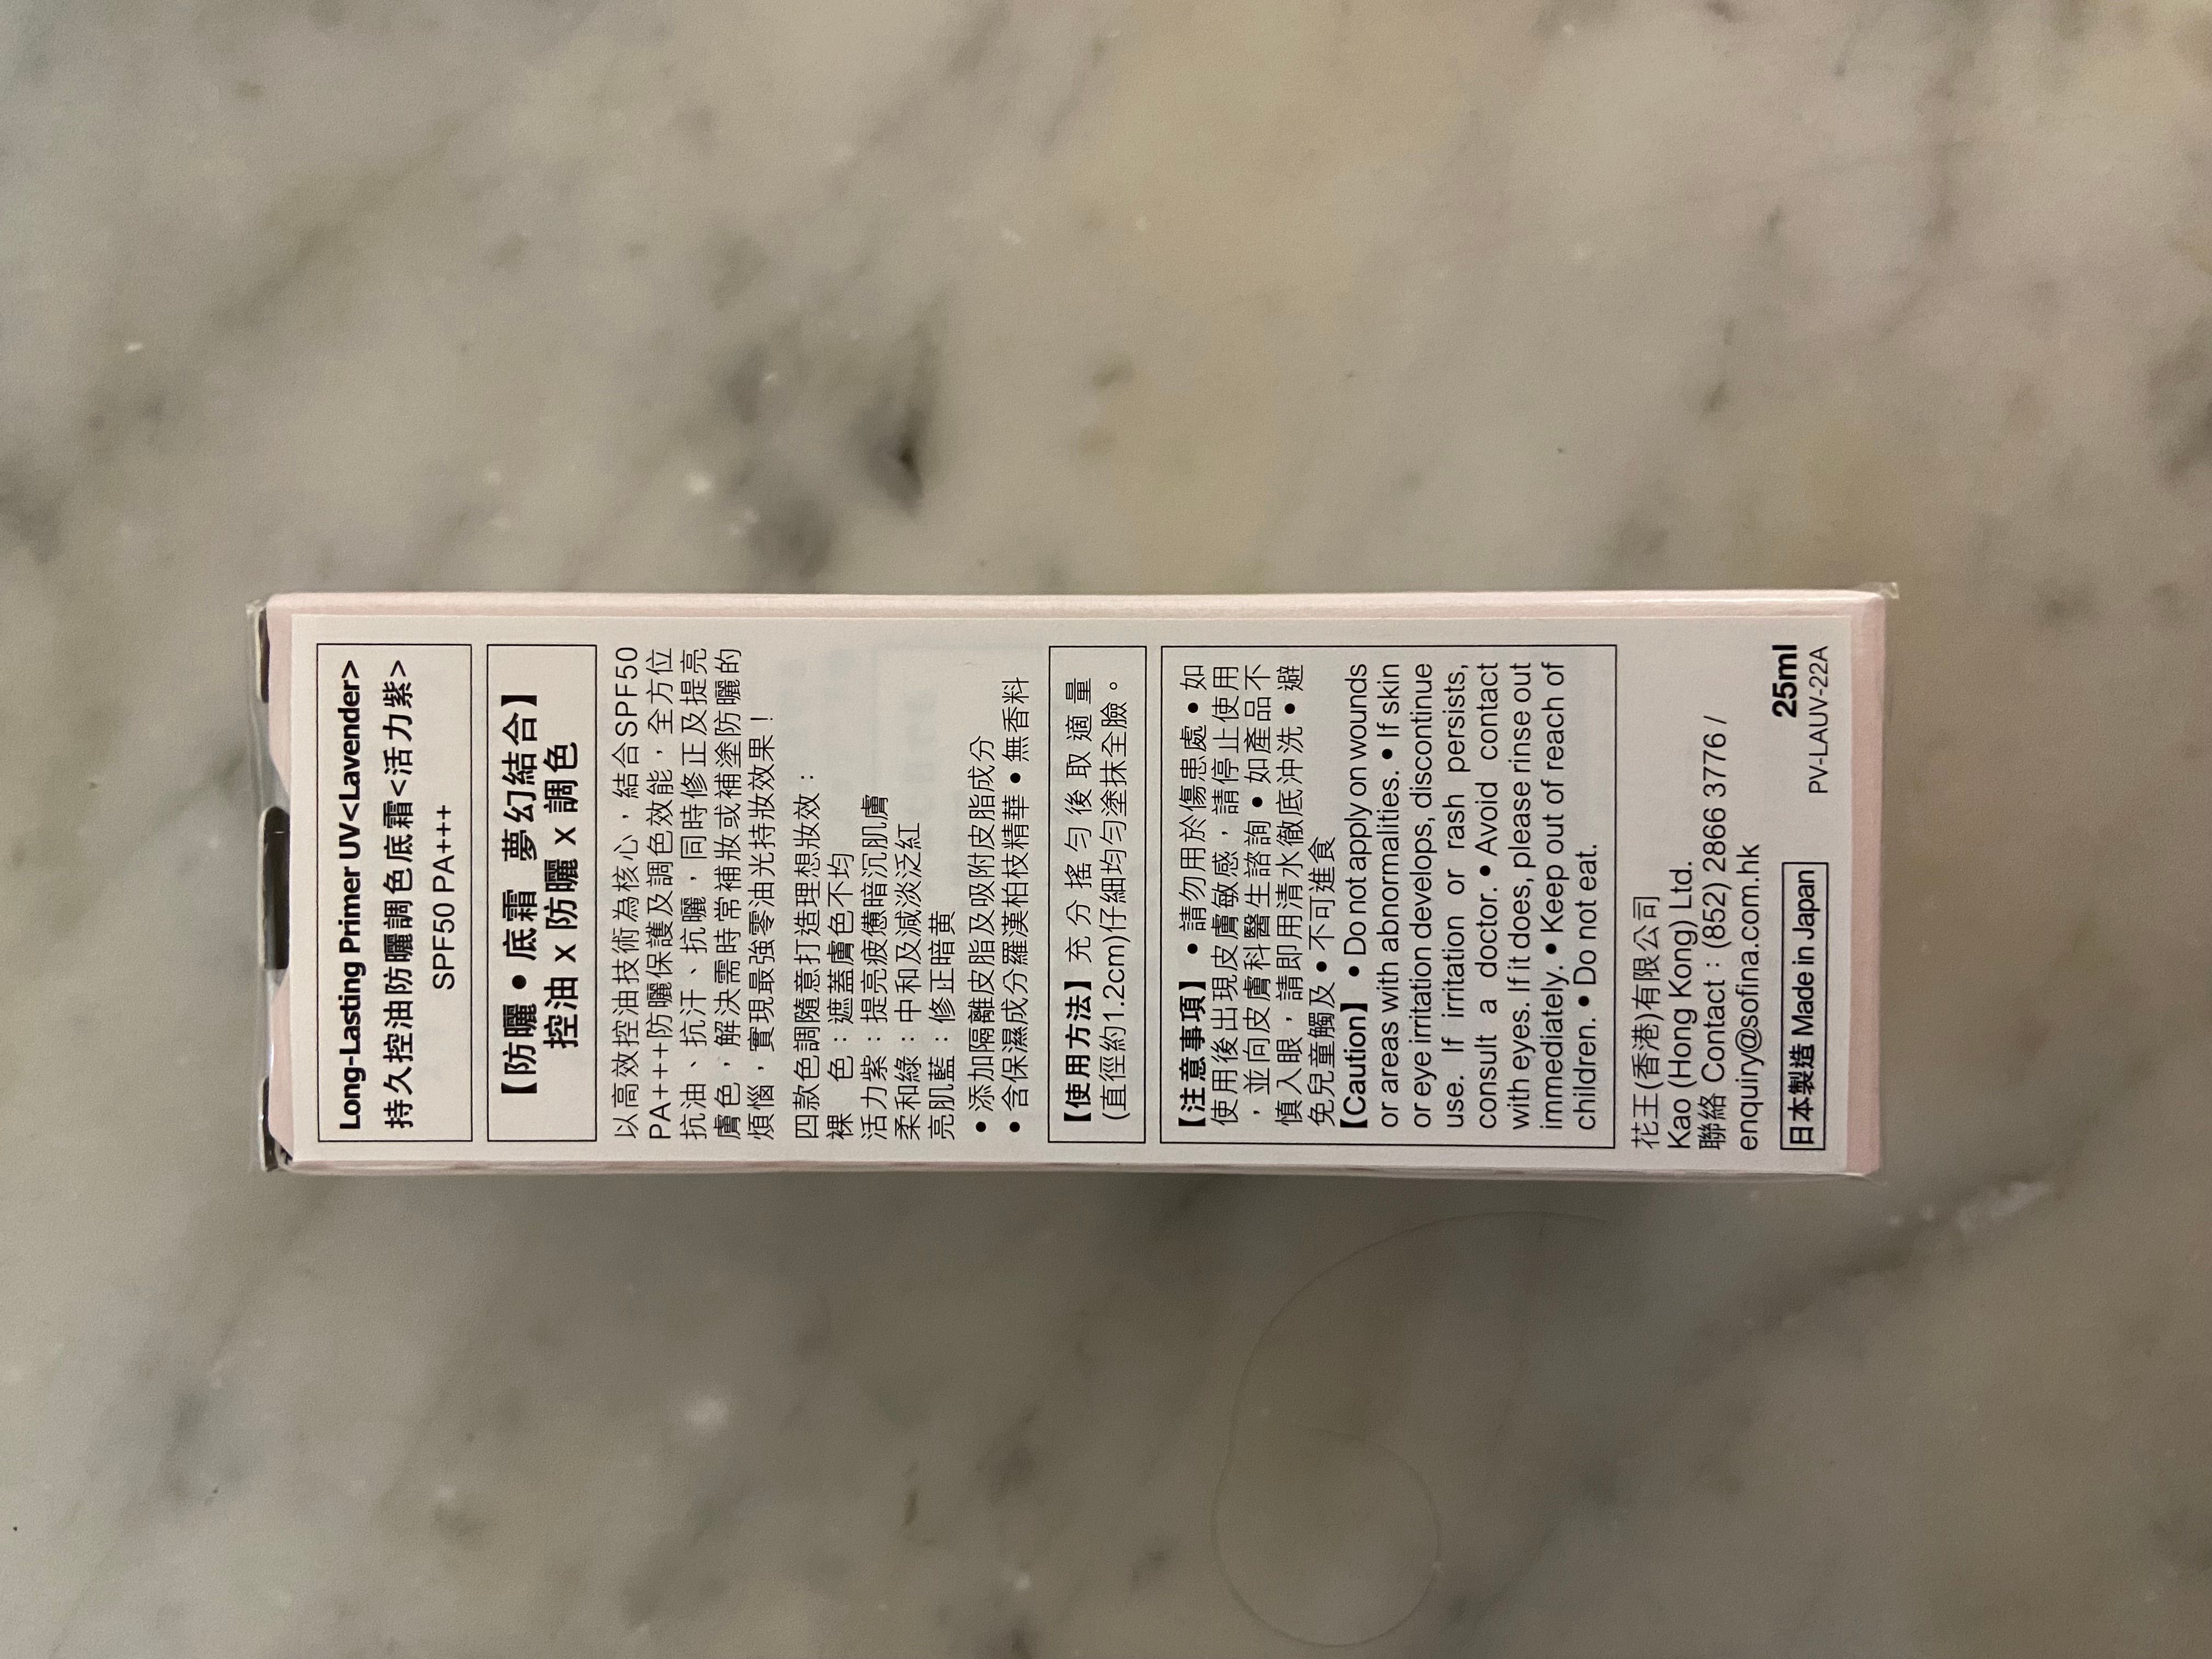 Long-Lasting Primer UV<Lavender>
持久控油防曬調色底霜<活力紫>
SPF50 PA+++
【防曬•底霜 夢幻結合】
控油 x 防曬 x 調色
以高效控油技術為核心，結合SPF50
PA+++防曬保護及調色效能，全方位
抗油、抗汗、抗曬，同時修正及提亮
膚色，解決需時常補妝或補塗防曬的
煩惱，實現最強零油光持妝效果！
四款色調隨意打造理想妝效：
裸　色：遮蓋膚色不均
活力紫：提亮疲憊暗沉肌膚
柔和綠：中和及減淡泛紅
亮肌藍：修正暗黄
• 添加隔離皮脂及吸附皮脂成分
• 含保濕成分羅漢柏枝精華 • 無香料
【使用方法】充分搖勻後取適量
(直徑約1.2cm)仔細均勻塗抹全臉。
【注意事項】 • 請勿用於傷患處 • 如
使用後出現皮膚敏感，請停止使用
，並向皮膚科醫生諮詢 • 如產品不
慎入眼，請即用清水徹底沖洗 • 避
免兒童觸及 • 不可進食
【Caution】 • Do not apply on wounds
or areas with abnormalities. • If skin
or eye irritation develops, discontinue
use. If irritation or rash persists,
consult a doctor. • Avoid contact
with eyes. If it does, please rinse out
immediately. • Keep out of reach of
children. • Do not eat.
花王(香港)有限公司
Kao (Hong Kong) Ltd.
聯絡 Contact : (852) 2866 3776 /
enquiry@sofina.com.hk
25ml
日本製造 Made in Japan
PV-LAUV-22A